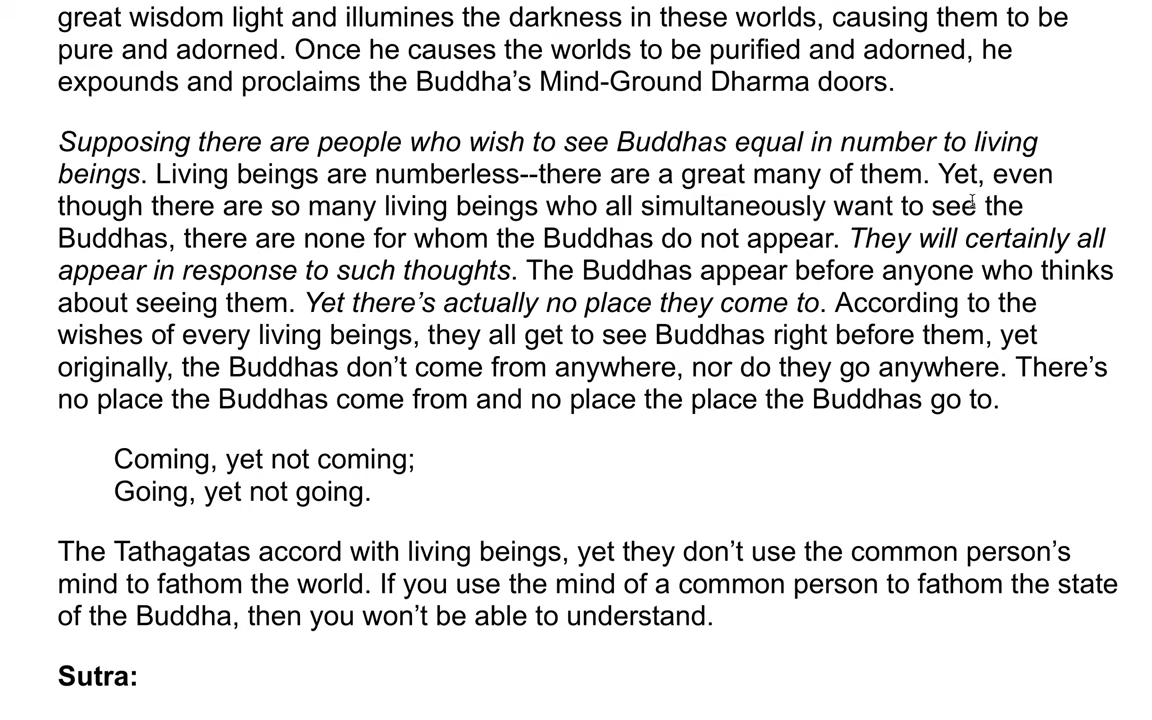 great wisdom light and illumines the darkness in these worlds, causing them to be
pure and adorned. Once he causes the worlds to be purified and adorned, he
expounds and proclaims the Buddha’s Mind-Ground Dharma doors.
Supposing there are people who wish to see Buddhas equal in number to living
beings. Living beings are numberless--there are a great many of them. Yet, even
though there are so many living beings who all simultaneously want to see the
Buddhas, there are none for whom the Buddhas do not appear. They will certainly all
appear in response to such thoughts. The Buddhas appear before anyone who thinks
about seeing them. Yet there’s actually no place they come to. According to the
wishes of every living beings, they all get to see Buddhas right before them, yet
originally, the Buddhas don’t come from anywhere, nor do they go anywhere. There’s
no place the Buddhas come from and no place the place the Buddhas go to.
Coming, yet not coming;
Going, yet not going.
The Tathagatas accord with living beings, yet they don’t use the common person’s
mind to fathom the world. If you use the mind of a common person to fathom the state
of the Buddha, then you won’t be able to understand.
Sutra: